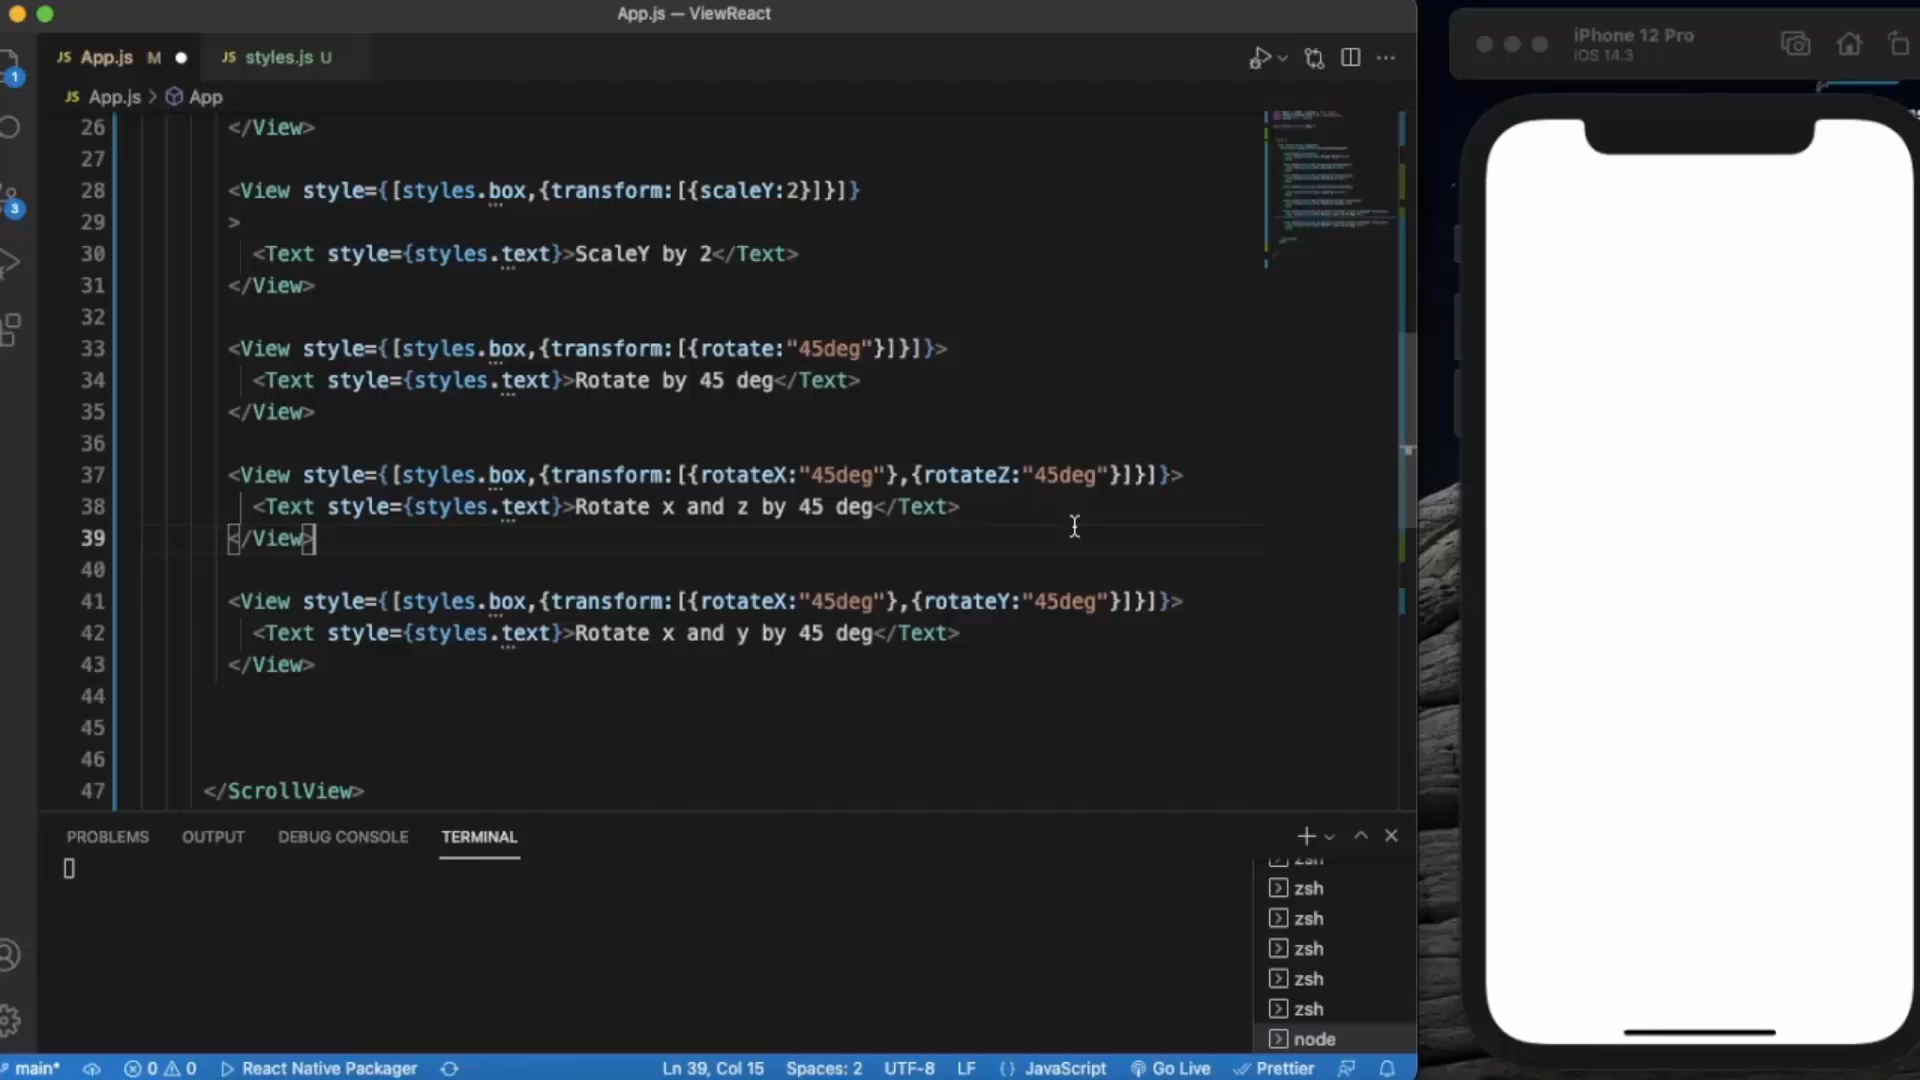 App.js — ViewReact
iPhone 12 Pro
iOS 14.3
JS App.js M
JS styles.js U
1
JS App.js > App
26 </View>
27
28 <View style={[styles.box,{transform:[{scaleY:2}]}]}
29 >
30 <Text style={styles.text}>ScaleY by 2</Text>
31 </View>
32
33 <View style={[styles.box,{transform:[{rotate:"45deg"}]}]}>
34 <Text style={styles.text}>Rotate by 45 deg</Text>
35 </View>
36
37 <View style={[styles.box,{transform:[{rotateX:"45deg"},{rotateZ:"45deg"}]}]}>
38 <Text style={styles.text}>Rotate x and z by 45 deg</Text>
39 </View>
40
41 <View style={[styles.box,{transform:[{rotateX:"45deg"},{rotateY:"45deg"}]}]}>
42 <Text style={styles.text}>Rotate x and y by 45 deg</Text>
43 </View>
44
45
46
47 </ScrollView>
3
PROBLEMS OUTPUT DEBUG CONSOLE TERMINAL
zsh
zsh
zsh
zsh
zsh
zsh
node
main* 0 0 React Native Packager Ln 39, Col 15 Spaces: 2 UTF-8 LF {} JavaScript Go Live Prettier